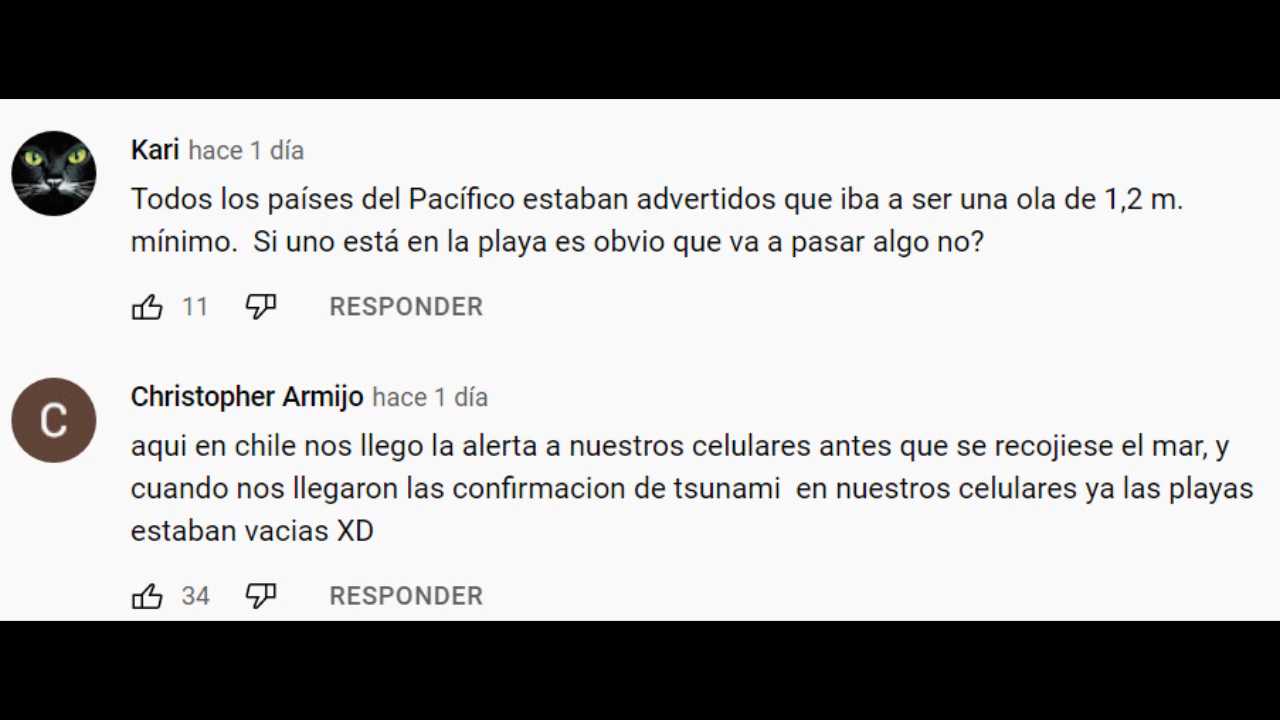 Kari hace 1 día
Todos los países del Pacífico estaban advertidos que iba a ser una ola de 1,2 m.
mínimo.  Si uno está en la playa es obvio que va a pasar algo no?
11 RESPONDER
C
Christopher Armijo hace 1 día
aqui en chile nos llego la alerta a nuestros celulares antes que se recojiese el mar, y
cuando nos llegaron las confirmacion de tsunami  en nuestros celulares ya las playas
estaban vacias XD
34 RESPONDER